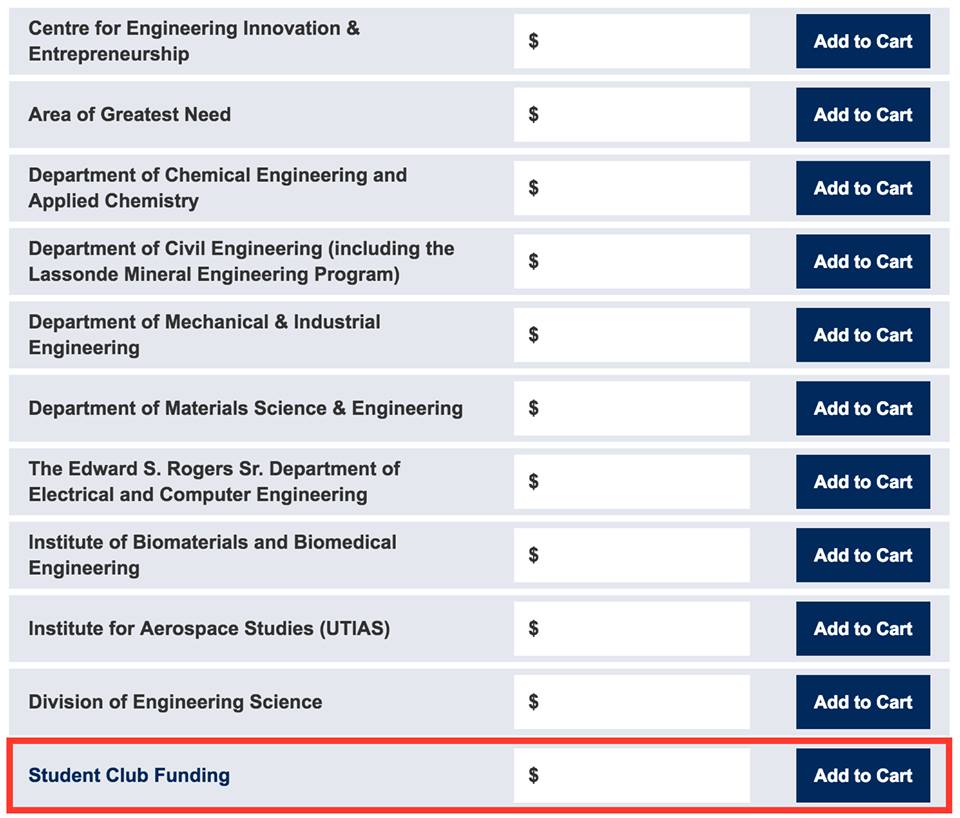 Centre for Engineering Innovation &
Entrepreneurship
$
Add to Cart
Area of Greatest Need
$
Add to Cart
Department of Chemical Engineering and
Applied Chemistry
$
Add to Cart
Department of Civil Engineering (including the
Lassonde Mineral Engineering Program)
$
Add to Cart
Department of Mechanical & Industrial
Engineering
$
Add to Cart
Department of Materials Science & Engineering
$
Add to Cart
The Edward S. Rogers Sr. Department of
Electrical and Computer Engineering
$
Add to Cart
Institute of Biomaterials and Biomedical
Engineering
$
Add to Cart
Institute for Aerospace Studies (UTIAS)
$
Add to Cart
Division of Engineering Science
$
Add to Cart
Student Club Funding
$
Add to Cart